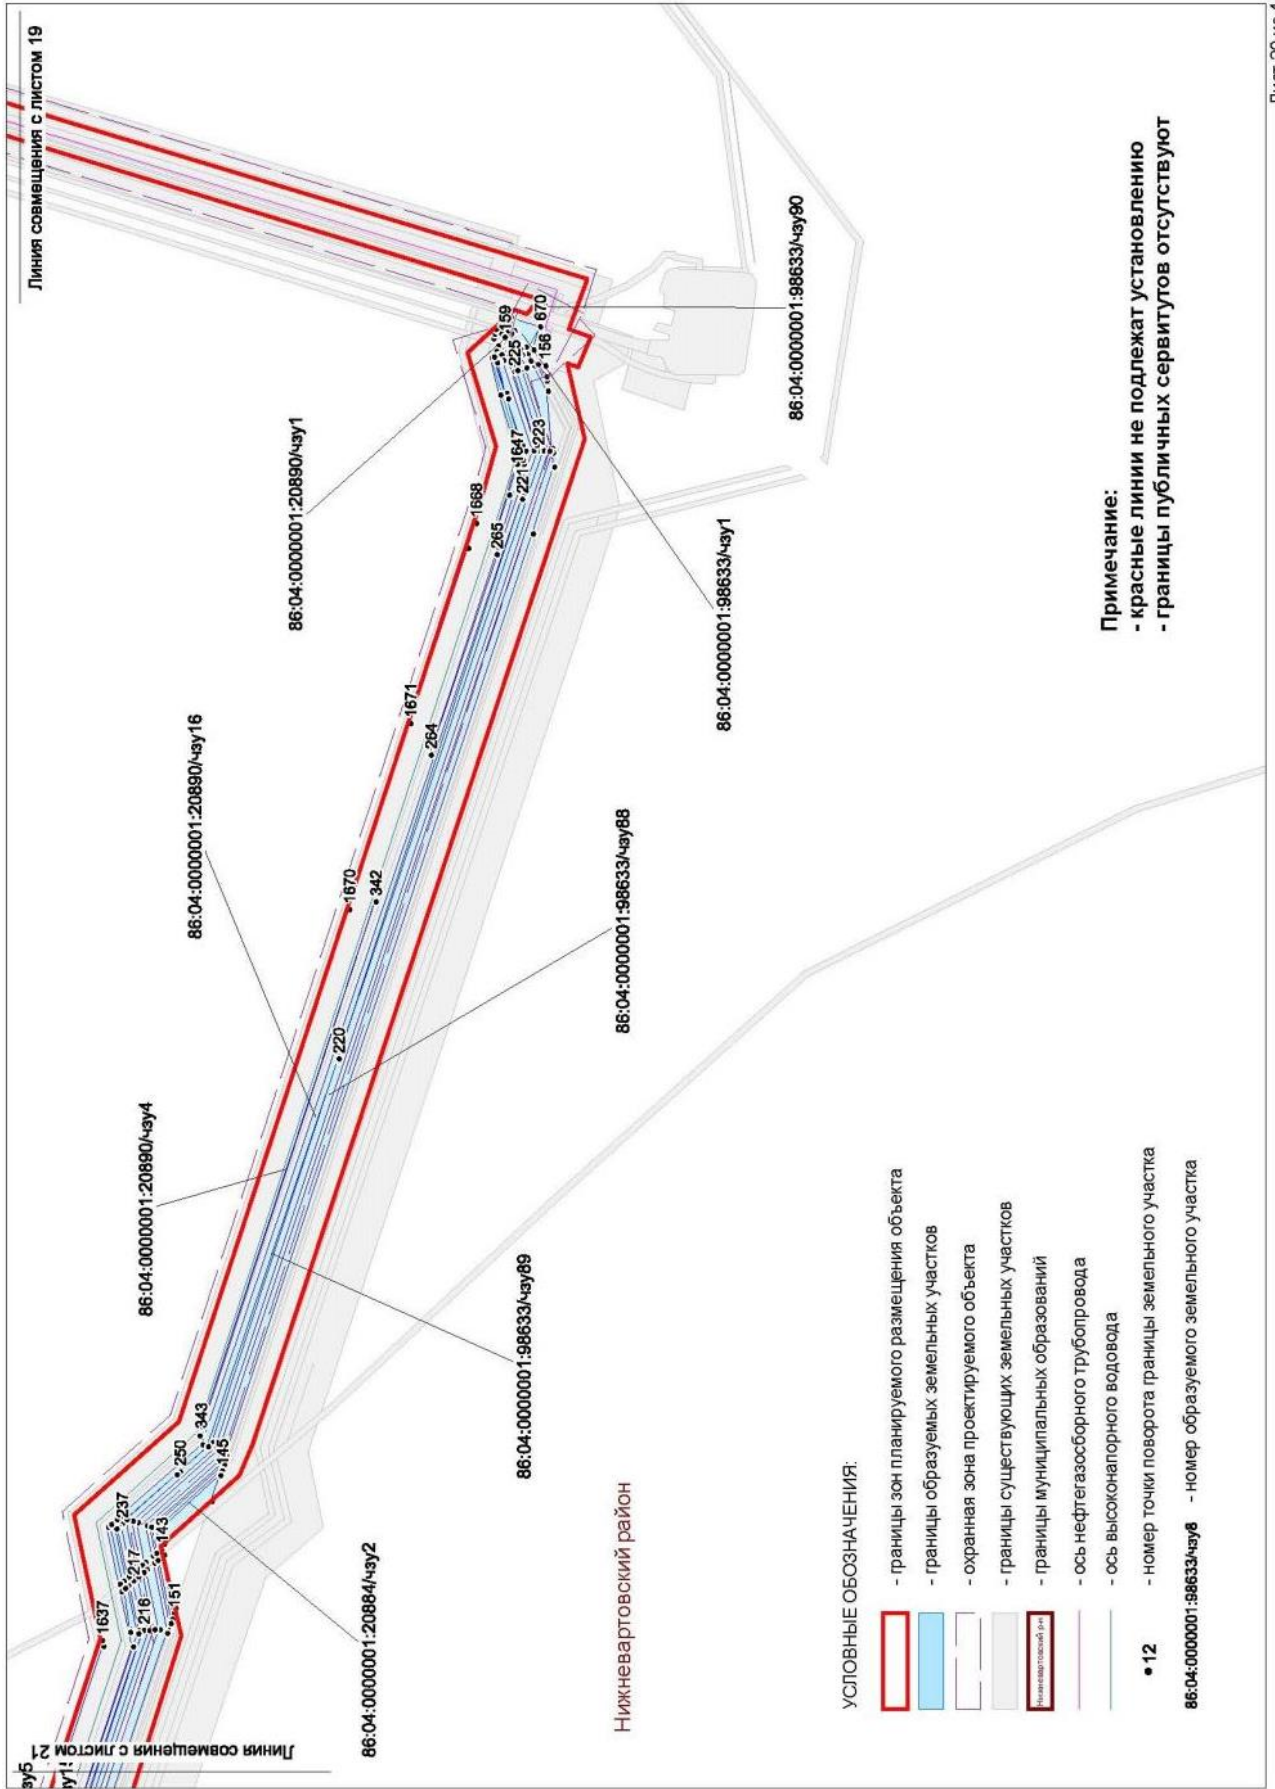 Линия совмещения с листом 19
86:04:0000001:20890/чзу1
86:04:0000001:20890/чзу16
86:04:0000001:20890/чзу4
159
670
225
156
1647
223
221
1668
265
1671
264
1670
342
220
343
250
145
237
143
217
151
216
1637
86:04:0000001:98633/чзу90
86:04:0000001:98633/чзу1
86:04:0000001:98633/чзу88
86:04:0000001:98633/чзу89
86:04:0000001:20884/чзу2
Линия совмещения с листом 21
Нижневартовский район
Примечание:
- красные линии не подлежат установлению
- границы публичных сервитутов отсутствуют
УСЛОВНЫЕ ОБОЗНАЧЕНИЯ:
- границы зон планируемого размещения объекта
- границы образуемых земельных участков
- охранная зона проектируемого объекта
- границы существующих земельных участков
Нижневартовский р-н
- границы муниципальных образований
- ось нефтегазосборного трубопровода
- ось высоконапорного водовода
12 - номер точки поворота границы земельного участка
86:04:0000001:98633/чзу8 - номер образуемого земельного участка